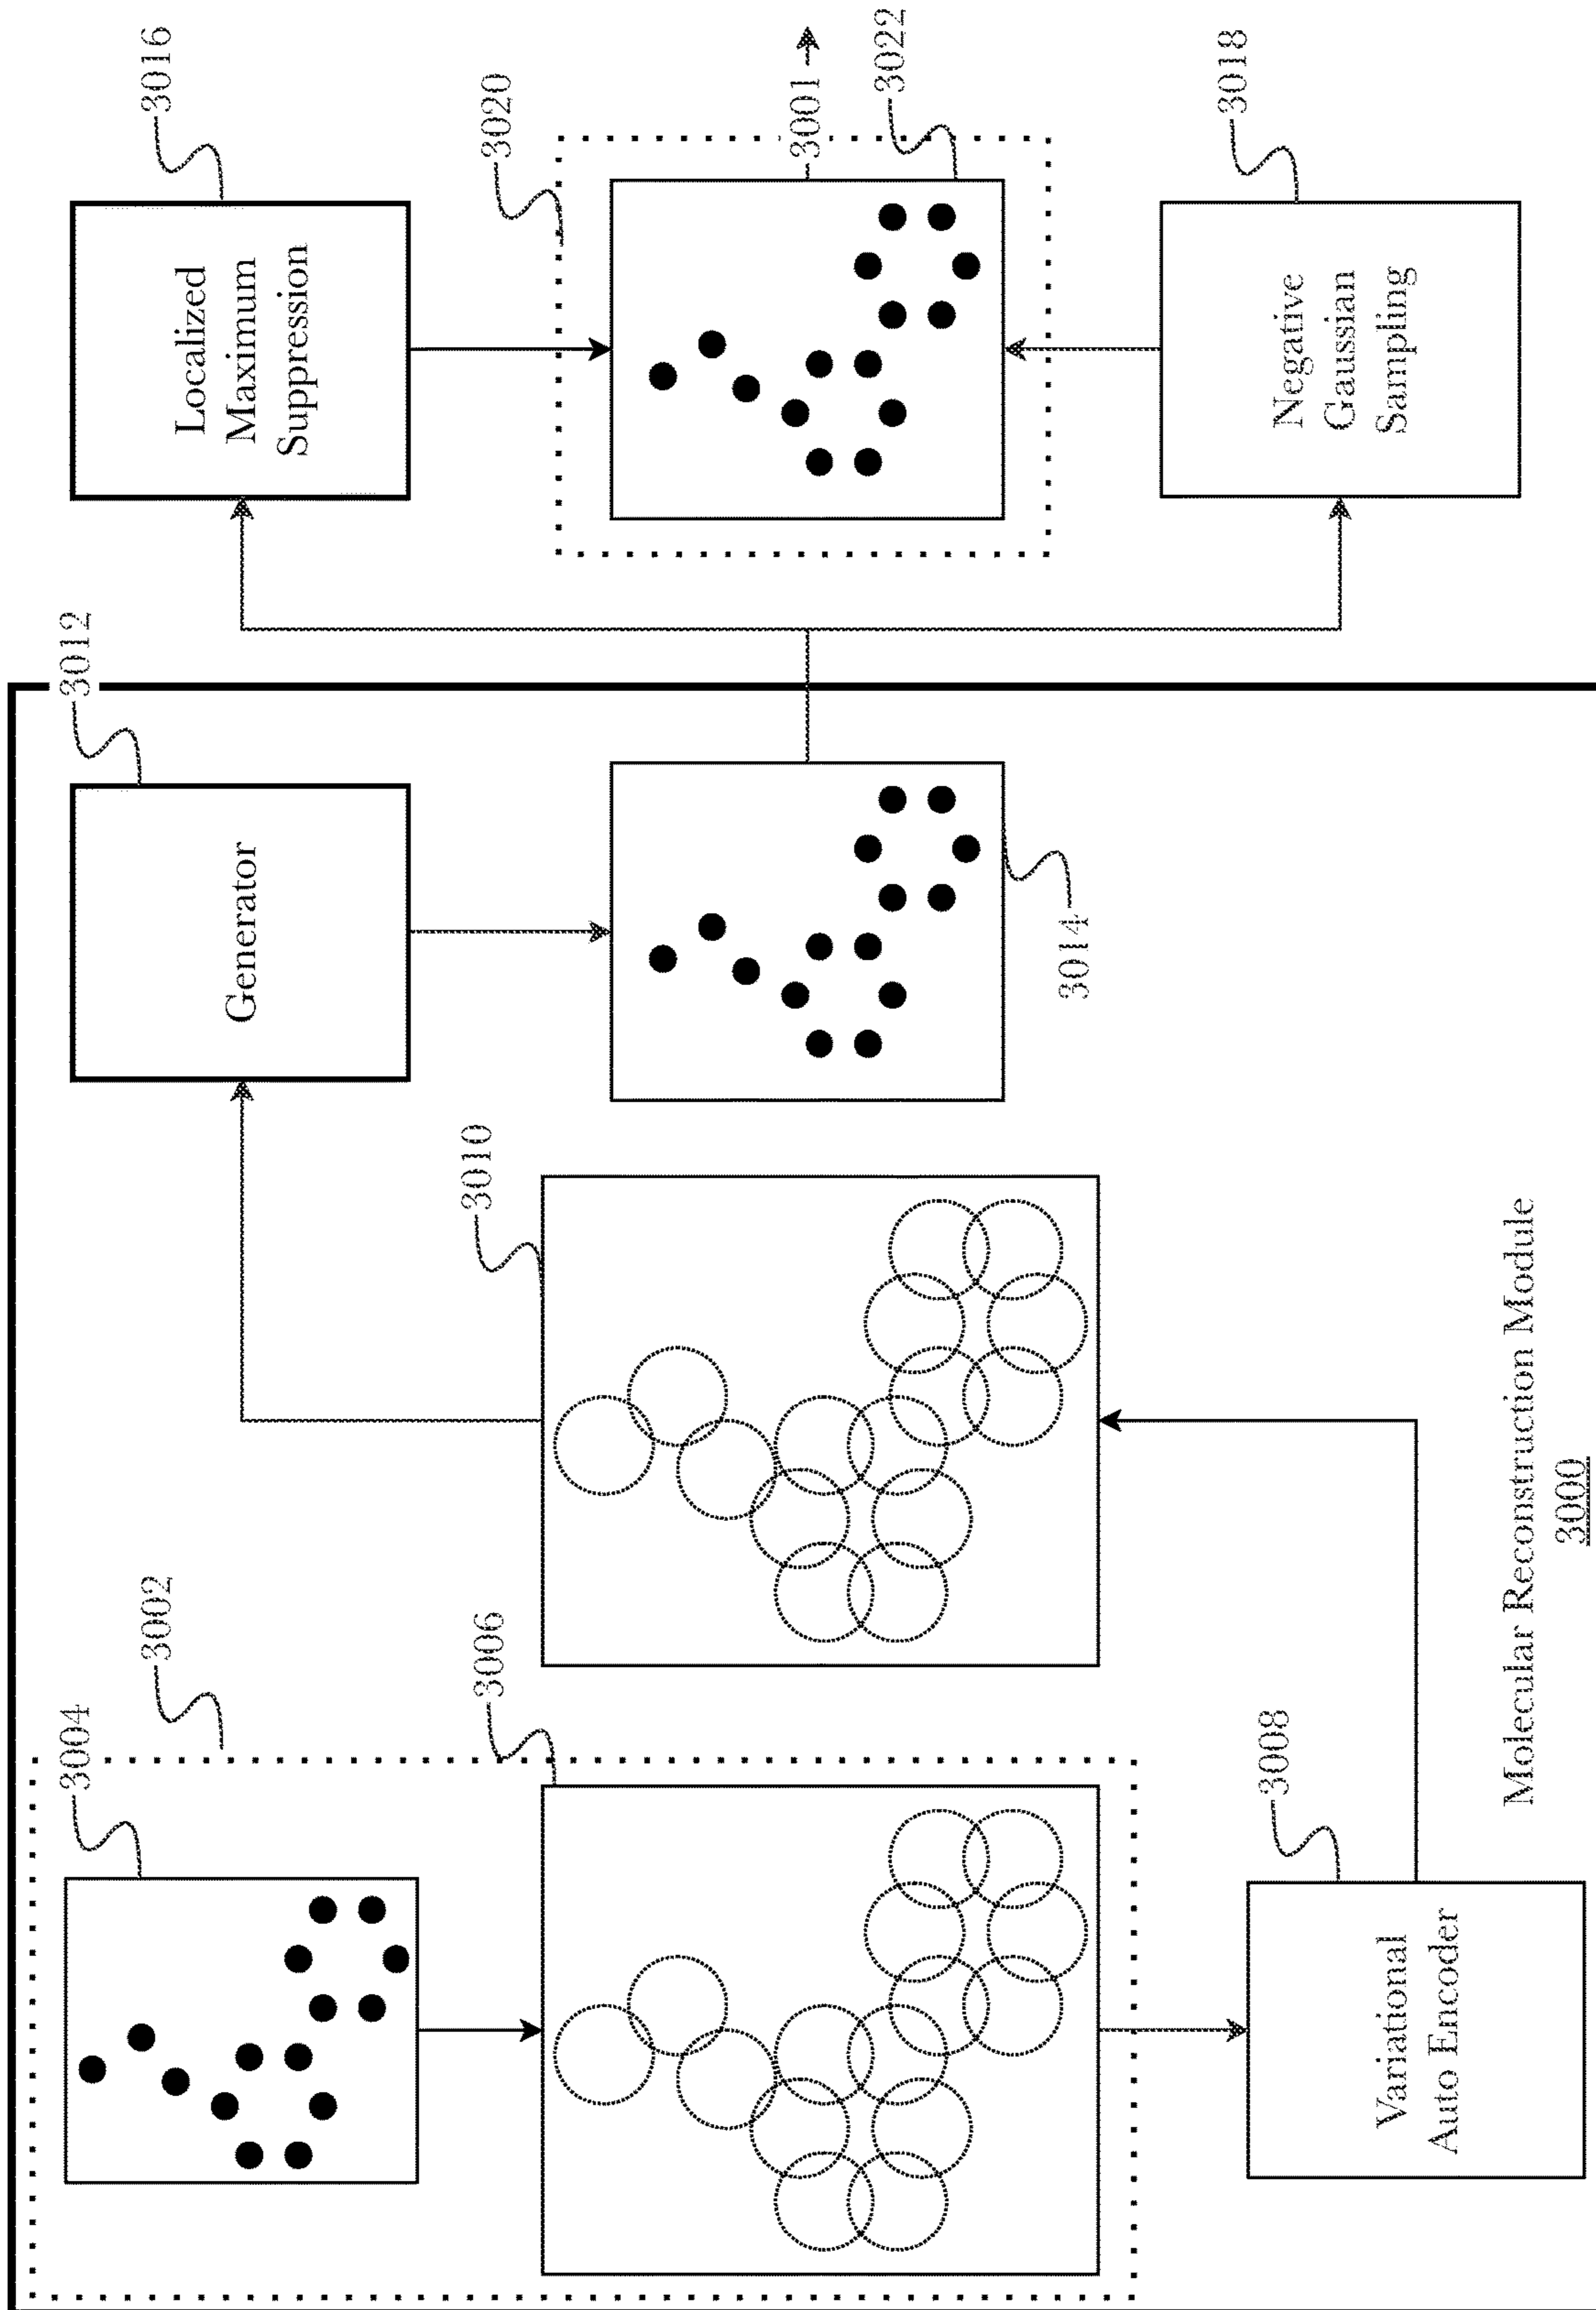 3002
3004
3006
3008
Variational
Auto Encoder
3010
3012
Generator
3014
Molecular Reconstruction Module
3000
3016
Localized
Maximum
Suppression
3020
3001
3022
3018
Negative
Gaussian
Sampling